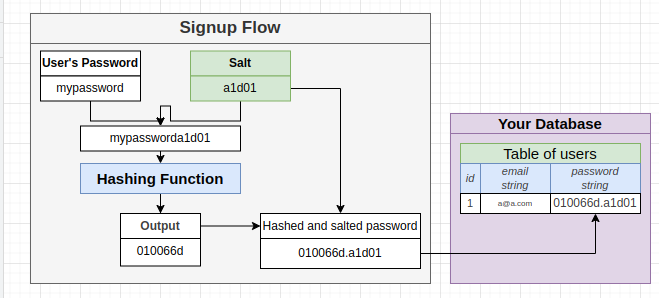 Signup Flow
User's Password
mypassword
Salt
a1d01
mypassworda1d01
Hashing Function
Output
010066d
Hashed and salted password
010066d.a1d01
Your Database
Table of users
id
email
string
password
string
1
a@a.com
010066d.a1d01